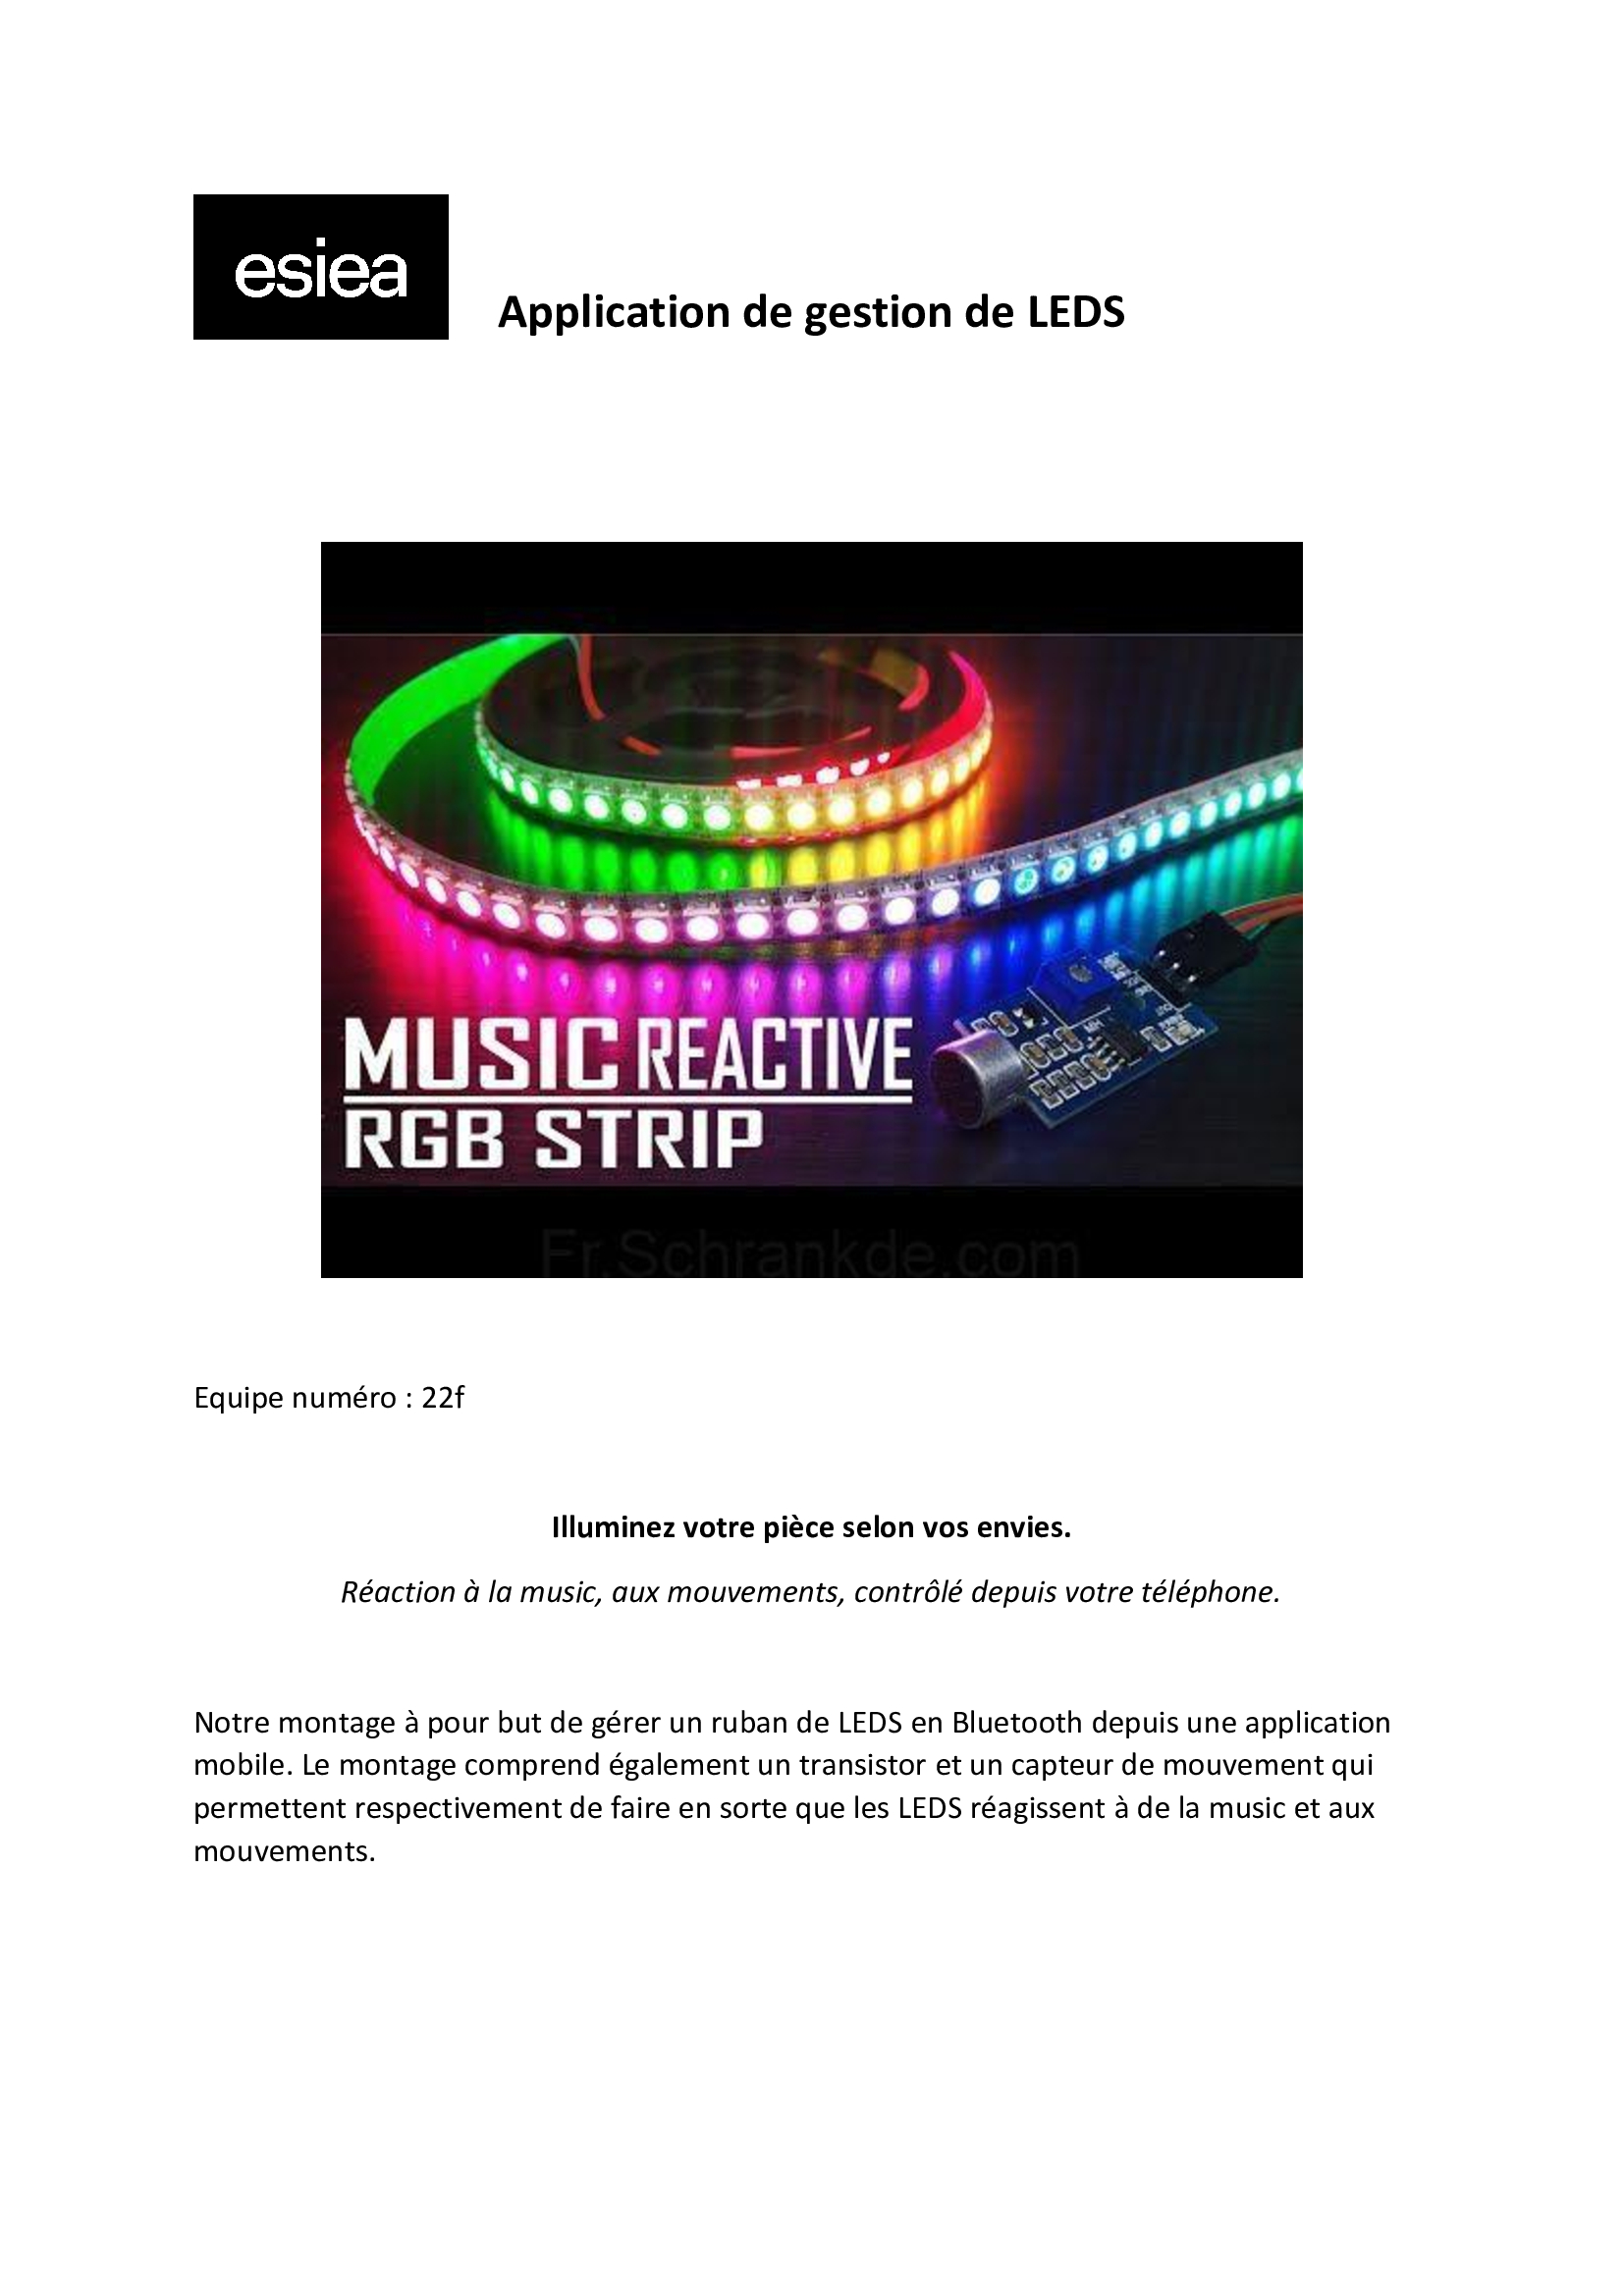 esiea
Application de gestion de LEDS
MUSIC REACTIVE
RGB STRIP
Fr.Schrankde.com
Equipe numéro : 22f
Illuminez votre pièce selon vos envies.
Réaction à la music, aux mouvements, contrôlé depuis votre téléphone.
Notre montage à pour but de gérer un ruban de LEDS en Bluetooth depuis une application
mobile. Le montage comprend également un transistor et un capteur de mouvement qui
permettent respectivement de faire en sorte que les LEDS réagissent à de la music et aux
mouvements.